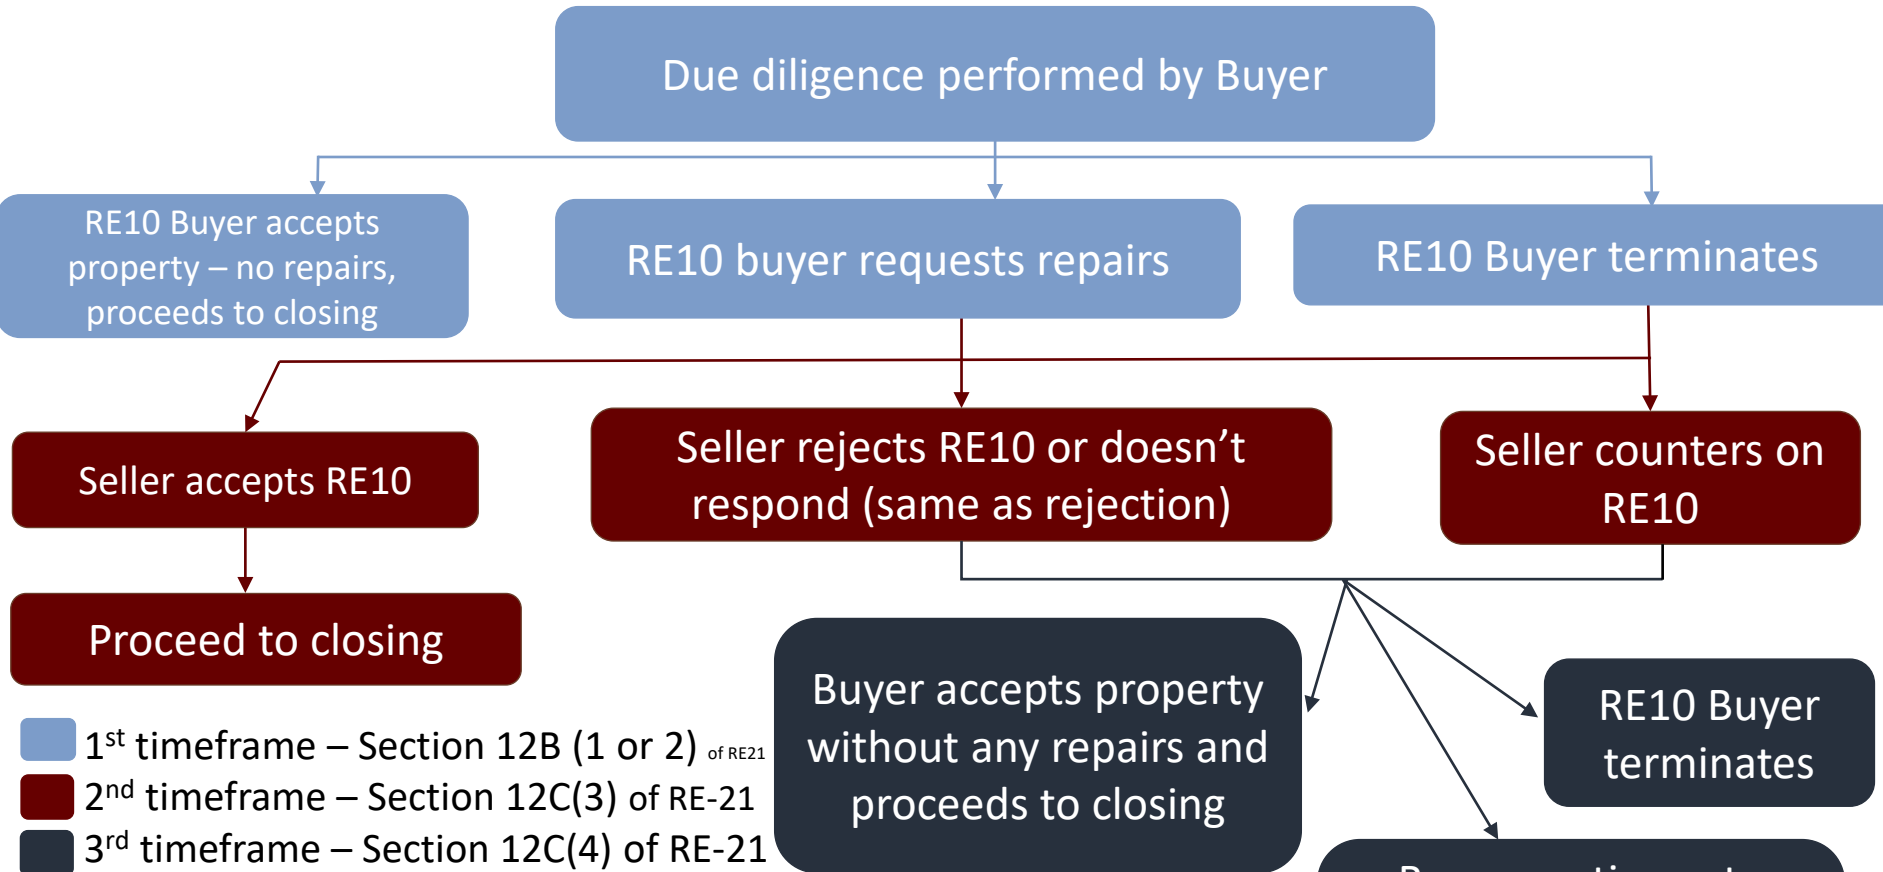 Due diligence performed by Buyer
RE10 Buyer accepts
property – no repairs,
proceeds to closing
RE10 buyer requests repairs
RE10 Buyer terminates
Seller accepts RE10
Seller rejects RE10 or doesn’t
respond (same as rejection)
Seller counters on
RE10
Proceed to closing
Buyer accepts property
without any repairs and
proceeds to closing
RE10 Buyer
terminates
1st timeframe – Section 12B (1 or 2) of RE21
2nd timeframe – Section 12C(3) of RE-21
3rd timeframe – Section 12C(4) of RE-21